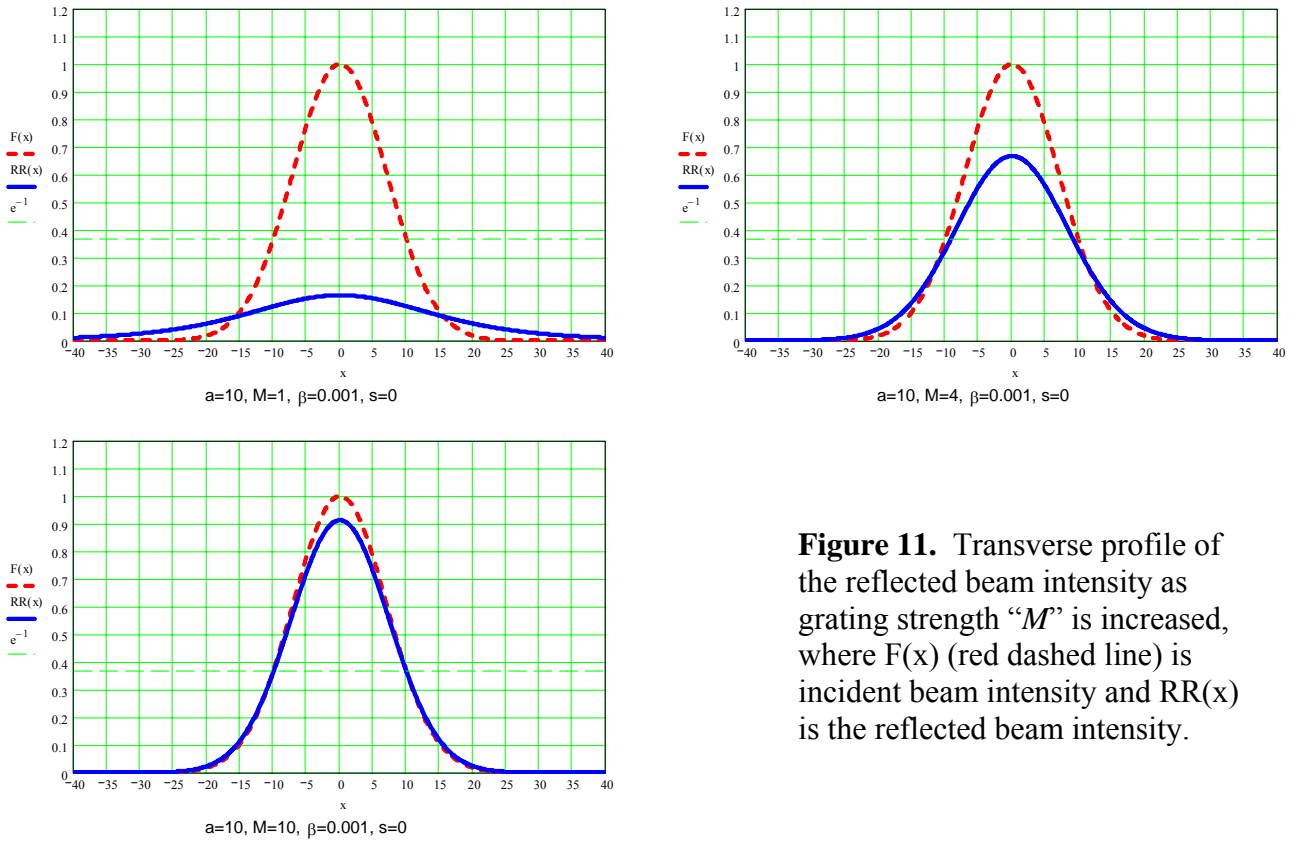 1.2
1.1
1
0.9
0.8
0.7
0.6
0.5
0.4
0.3
0.2
0.1
0
F(x)
RR(x)
e⁻¹
−40 −35 −30 −25 −20 −15 −10 −5 0 5 10 15 20 25 30 35 40
x
a=10, M=1, β=0.001, s=0
1.2
1.1
1
0.9
0.8
0.7
0.6
0.5
0.4
0.3
0.2
0.1
0
F(x)
RR(x)
e⁻¹
−40 −35 −30 −25 −20 −15 −10 −5 0 5 10 15 20 25 30 35 40
x
a=10, M=4, β=0.001, s=0
1.2
1.1
1
0.9
0.8
0.7
0.6
0.5
0.4
0.3
0.2
0.1
0
F(x)
RR(x)
e⁻¹
−40 −35 −30 −25 −20 −15 −10 −5 0 5 10 15 20 25 30 35 40
x
a=10, M=10, β=0.001, s=0
Figure 11. Transverse profile of
the reflected beam intensity as
grating strength “M” is increased,
where F(x) (red dashed line) is
incident beam intensity and RR(x)
is the reflected beam intensity.